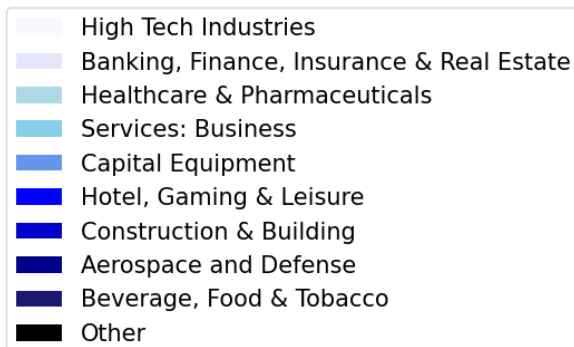 High Tech Industries
Banking, Finance, Insurance & Real Estate
Healthcare & Pharmaceuticals
Services: Business
Capital Equipment
Hotel, Gaming & Leisure
Construction & Building
Aerospace and Defense
Beverage, Food & Tobacco
Other